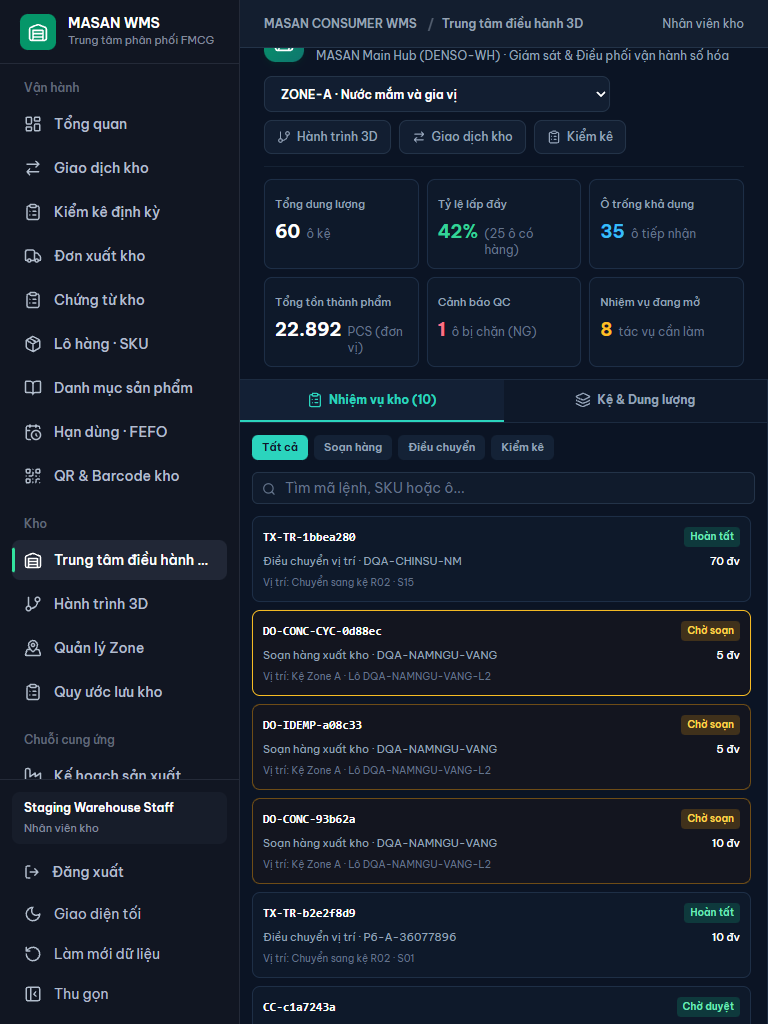 MASAN WMS
Trung tâm phân phối FMCG
Vận hành
Tổng quan
Giao dịch kho
Kiểm kê định kỳ
Đơn xuất kho
Chứng từ kho
Lô hàng · SKU
Danh mục sản phẩm
Hạn dùng · FEFO
QR & Barcode kho
Kho
Trung tâm điều hành ...
Hành trình 3D
Quản lý Zone
Quy ước lưu kho
Chuỗi cung ứng
Kế hoạch sản xuất
Staging Warehouse Staff
Nhân viên kho
Đăng xuất
Giao diện tối
Làm mới dữ liệu
Thu gọn
MASAN CONSUMER WMS / Trung tâm điều hành 3D
Nhân viên kho
MASAN Main Hub (DENSO-WH) · Giám sát & Điều phối vận hành số hóa
ZONE-A · Nước mắm và gia vị
Hành trình 3D
Giao dịch kho
Kiểm kê
Tổng dung lượng
60 ô kệ
Tỷ lệ lấp đầy
42% (25 ô có
hàng)
Ô trống khả dụng
35 ô tiếp nhận
Tổng tồn thành phẩm
22.892 PCS (đơn
vị)
Cảnh báo QC
1 ô bị chặn (NG)
Nhiệm vụ đang mở
8 tác vụ cần làm
Nhiệm vụ kho (10)
Kệ & Dung lượng
Tất cả
Soạn hàng
Điều chuyển
Kiểm kê
Tìm mã lệnh, SKU hoặc ô...
TX-TR-1bbea280
Hoàn tất
Điều chuyển vị trí · DQA-CHINSU-NM
70 đv
Vị trí: Chuyển sang kệ R02 · S15
DO-CONC-CYC-0d88ec
Chờ soạn
Soạn hàng xuất kho · DQA-NAMNGU-VANG
5 đv
Vị trí: Kệ Zone A · Lô DQA-NAMNGU-VANG-L2
DO-IDEMP-a08c33
Chờ soạn
Soạn hàng xuất kho · DQA-NAMNGU-VANG
5 đv
Vị trí: Kệ Zone A · Lô DQA-NAMNGU-VANG-L2
DO-CONC-93b62a
Chờ soạn
Soạn hàng xuất kho · DQA-NAMNGU-VANG
10 đv
Vị trí: Kệ Zone A · Lô DQA-NAMNGU-VANG-L2
TX-TR-b2e2f8d9
Hoàn tất
Điều chuyển vị trí · P6-A-36077896
10 đv
Vị trí: Chuyển sang kệ R02 · S01
CC-c1a7243a
Chờ duyệt